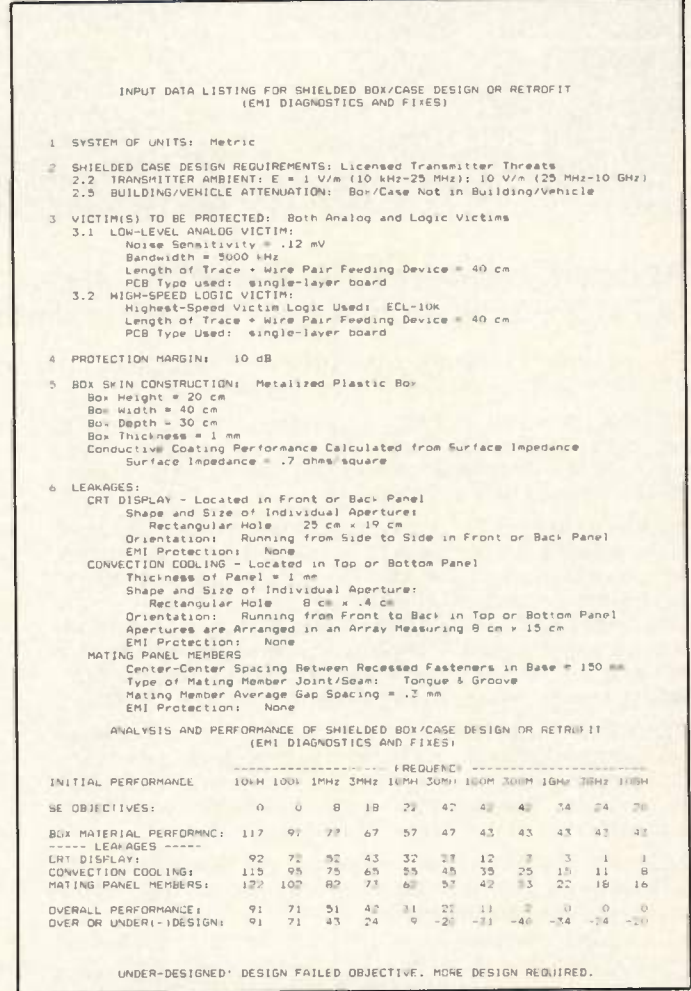 INPUT DATA LISTING FOR SHIELDED BOX/CASE DESIGN OR RETROFIT
(EMI DIAGNOSTICS AND FIXES)
1 SYSTEM OF UNITS: Metric
2 SHIELDED CASE DESIGN REQUIREMENTS: Licensed Transmitter Threats
2.2 TRANSMITTER AMBIENT: E = 1 V/m (10 kHz-25 MHz); 10 V/m (25 MHz-10 GHz)
2.5 BUILDING/VEHICLE ATTENUATION: Box/Case Not in Building/Vehicle
3 VICTIM(S) TO BE PROTECTED: Both Analog and Logic Victims
3.1 LOW-LEVEL ANALOG VICTIM:
Noise Sensitivity = .12 mV
Bandwidth = 5000 kHz
Length of Trace + Wire Pair Feeding Device = 40 cm
PCB Type used: single-layer board
3.2 HIGH-SPEED LOGIC VICTIM:
Highest-Speed Victim Logic Used: ECL-10K
Length of Trace + Wire Pair Feeding Device = 40 cm
PCB Type Used: single-layer board
4 PROTECTION MARGIN: 10 dB
5 BOX SKIN CONSTRUCTION: Metalized Plastic Box
Box Height = 20 cm
Box Width = 40 cm
Box Depth = 30 cm
Box Thickness = 1 mm
Conductive Coating Performance Calculated from Surface Impedance
Surface Impedance = .7 ohms/square
6 LEAKAGES:
CRT DISPLAY - Located in Front or Back Panel
Shape and Size of Individual Aperture:
Rectangular Hole 25 cm x 19 cm
Orientation: Running from Side to Side in Front or Back Panel
EMI Protection: None
CONVECTION COOLING - Located in Top or Bottom Panel
Thickness of Panel = 1 mm
Shape and Size of Individual Aperture:
Rectangular Hole 8 cm x .4 cm
Orientation: Running from Front to Back in Top or Bottom Panel
Apertures are Arranged in an Array Measuring 8 cm x 15 cm
EMI Protection: None
MATING PANEL MEMBERS
Center-Center Spacing Between Recessed Fasteners in Base = 150 mm
Type of Mating Member Joint/Seam: Tongue & Groove
Mating Member Average Gap Spacing = .3 mm
EMI Protection: None
ANALYSIS AND PERFORMANCE OF SHIELDED BOX/CASE DESIGN OR RETROFIT
(EMI DIAGNOSTICS AND FIXES)
------------------- FREQUENCY -------------------
INITIAL PERFORMANCE 10kH 100k 1MHz 3MHz 10MH 30MH 100M 300M 1GHz 3GHz 10GH
SE OBJECTIVES: 0 0 8 18 22 42 42 42 34 24
BOX MATERIAL PERFORMNC: 117 97 77 67 57 47 43 43 43 43
----- LEAKAGES -----
CRT DISPLAY: 92 72 52 43 32 12 3 1 1
CONVECTION COOLING: 115 95 75 65 55 45 35 25 15 11 8
MATING PANEL MEMBERS: 122 102 82 73 42 33 22 18 16
OVERALL PERFORMANCE: 91 71 51 42 31 22 11 2 0 0 0
OVER OR UNDER(-)DESIGN: 91 71 43 24 9 -20 -31 -40 -34 -24 -20
UNDER-DESIGNED' DESIGN FAILED OBJECTIVE. MORE DESIGN REQUIRED.